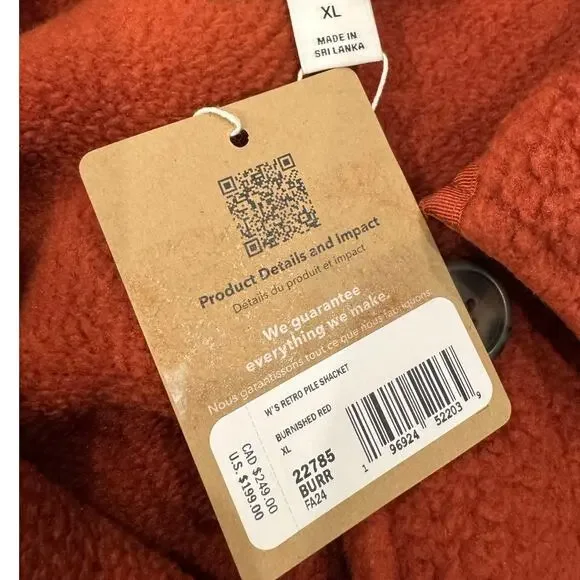 XL
MADE IN
SRI LANKA
Product Details and Impact
Détails du produit et impact
We guarantee
everything we make.
Nous garantissons tout ce que nous fabriquons.
W'S RETRO PILE SHACKET
BURNISHED RED
XL
22785
BURR
FA24
CAD $249.00
U.S. $199.00
1 96924 52203 9